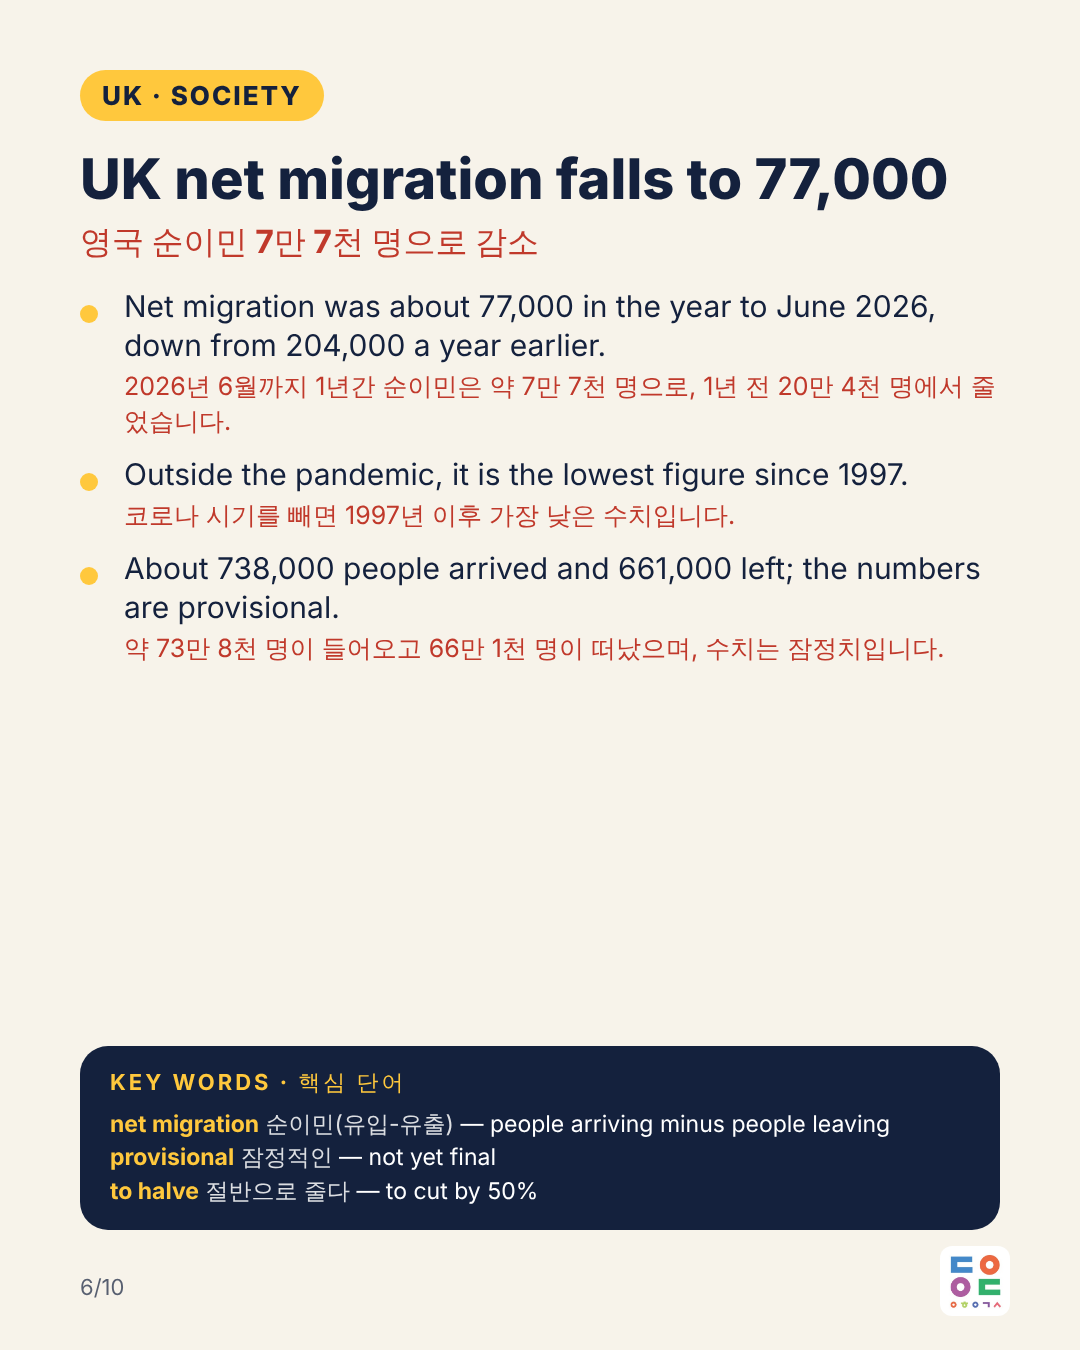 UK · SOCIETY
UK net migration falls to 77,000
영국 순이민 7만 7천 명으로 감소
Net migration was about 77,000 in the year to June 2026,
down from 204,000 a year earlier.
2026년 6월까지 1년간 순이민은 약 7만 7천 명으로, 1년 전 20만 4천 명에서 줄
었습니다.
Outside the pandemic, it is the lowest figure since 1997.
코로나 시기를 빼면 1997년 이후 가장 낮은 수치입니다.
About 738,000 people arrived and 661,000 left; the numbers
are provisional.
약 73만 8천 명이 들어오고 66만 1천 명이 떠났으며, 수치는 잠정치입니다.
KEY WORDS · 핵심 단어
net migration 순이민(유입-유출) — people arriving minus people leaving
provisional 잠정적인 — not yet final
to halve 절반으로 줄다 — to cut by 50%
6/10